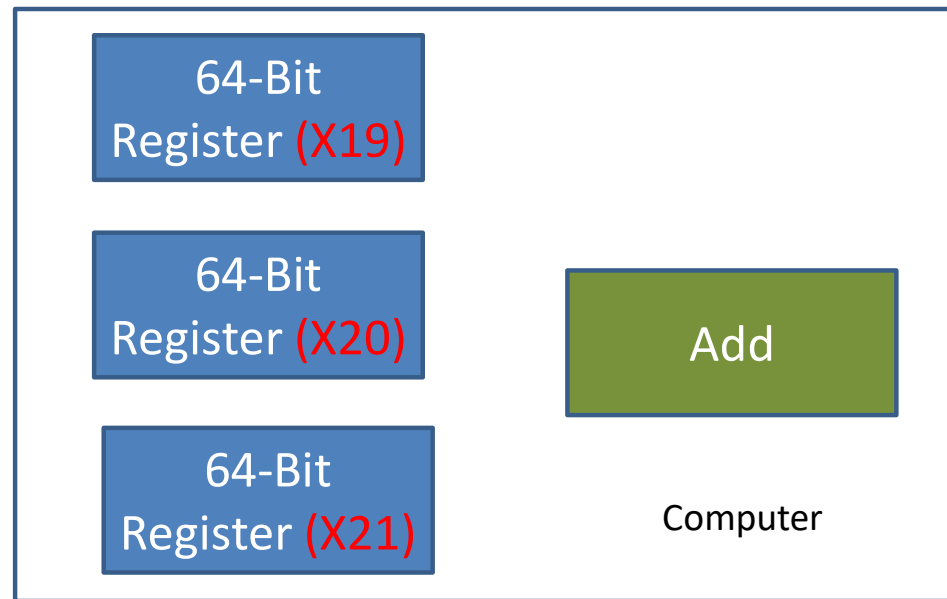 64-Bit
Register (X19)
64-Bit
Register (X20)
Add
64-Bit
Register (X21)
Computer